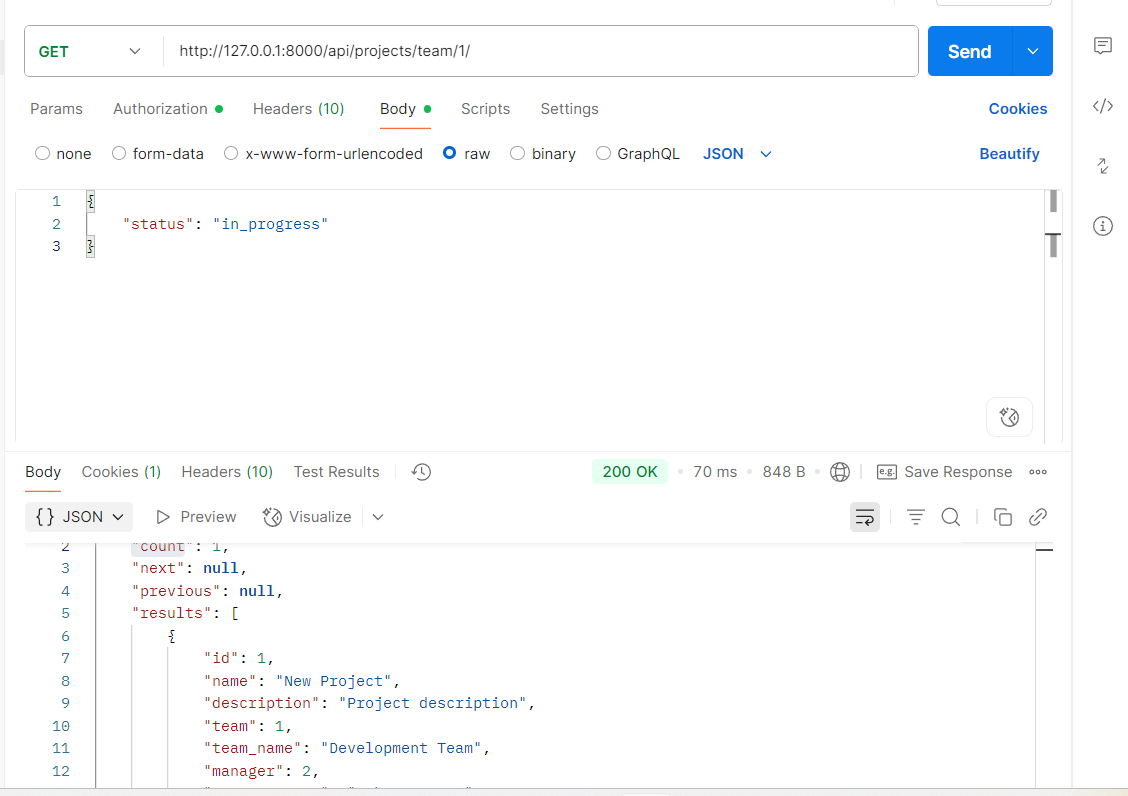 GET http://127.0.0.1:8000/api/projects/team/1/ Send
Params Authorization Headers (10) Body Scripts Settings Cookies
none form-data x-www-form-urlencoded raw binary GraphQL JSON Beautify
1 {
2 "status": "in_progress"
3 }
Body Cookies (1) Headers (10) Test Results 200 OK 70 ms 848 B e.g. Save Response
{} JSON Preview Visualize
2 "count": 1,
3 "next": null,
4 "previous": null,
5 "results": [
6 {
7 "id": 1,
8 "name": "New Project",
9 "description": "Project description",
10 "team": 1,
11 "team_name": "Development Team",
12 "manager": 2,